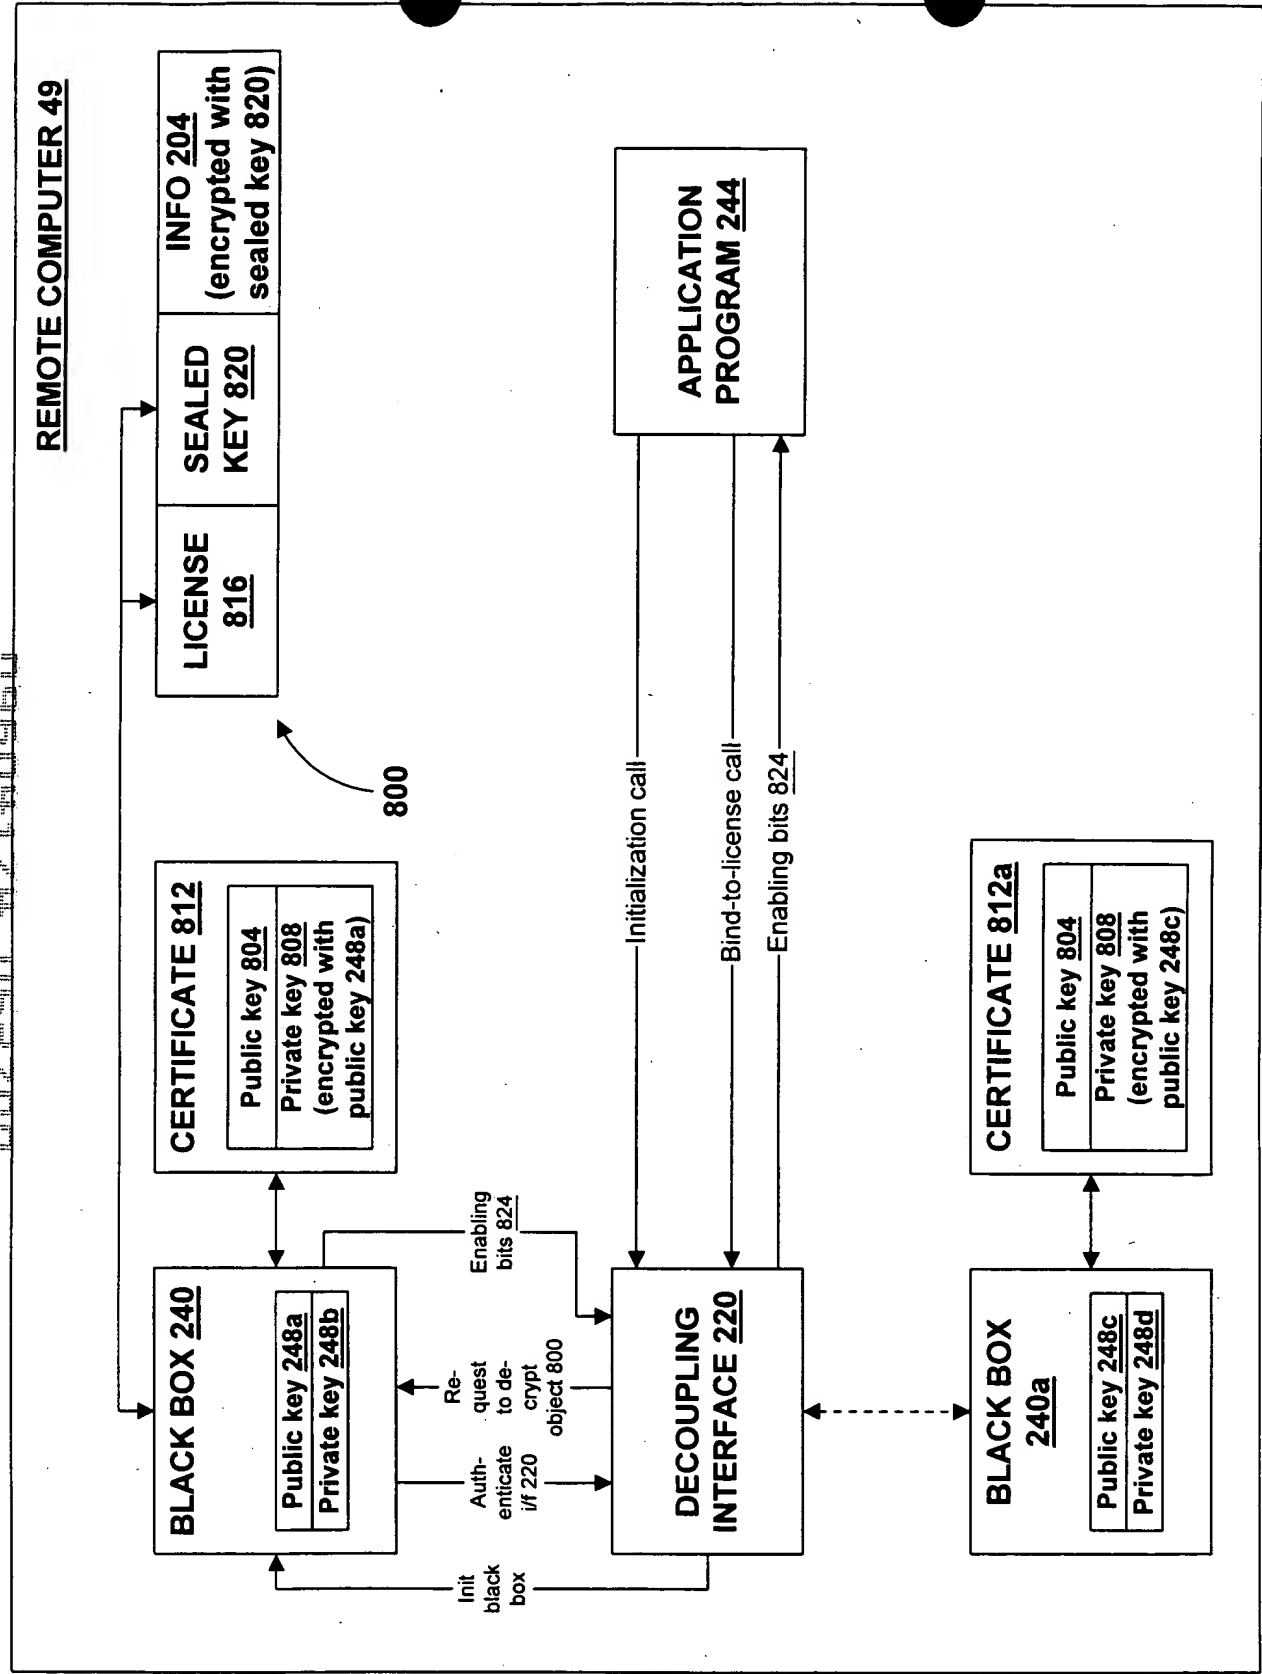 REMOTE COMPUTER 49
BLACK BOX 240
Public key 248a
Private key 248b
CERTIFICATE 812
Public key 804
Private key 808
(encrypted with
public key 248a)
800
LICENSE
816
SEALED
KEY 820
INFO 204
(encrypted with
sealed key 820)
Init
black
box
Auth-
enticate
i/f 220
Re-
quest
to de-
crypt
object 800
Enabling
bits 824
DECOUPLING
INTERFACE 220
Initialization call
Bind-to-license call
Enabling bits 824
APPLICATION
PROGRAM 244
BLACK BOX
240a
Public key 248c
Private key 248d
CERTIFICATE 812a
Public key 804
Private key 808
(encrypted with
public key 248c)